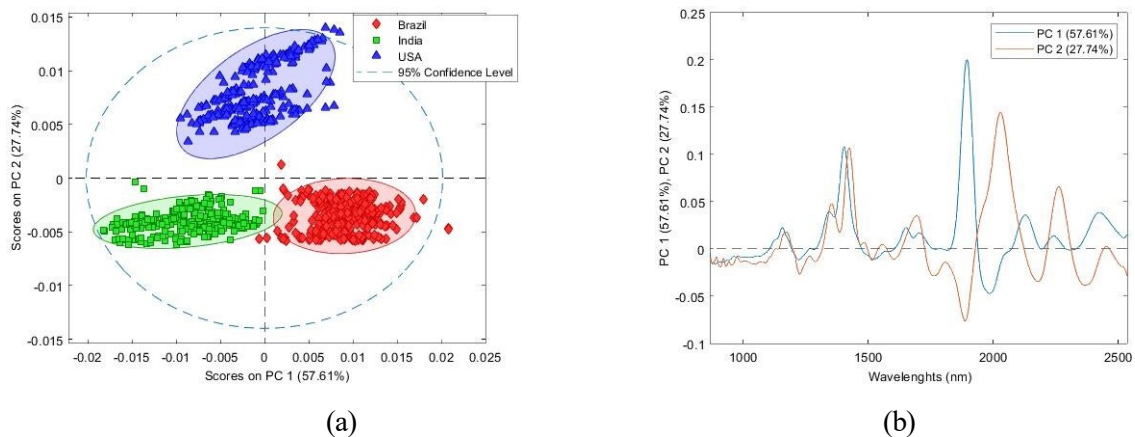 Brazil
India
USA
95% Confidence Level
0.015
0.01
0.005
0
-0.005
-0.01
-0.015
Scores on PC 2 (27.74%)
-0.02
-0.015
-0.01
-0.005
0
0.005
0.01
0.015
0.02
0.025
Scores on PC 1 (57.61%)
(a)
PC 1 (57.61%)
PC 2 (27.74%)
0.25
0.2
0.15
0.1
0.05
0
-0.05
-0.1
PC 1 (57.61%), PC 2 (27.74%)
1000
1500
2000
2500
Wavelenghts (nm)
(b)